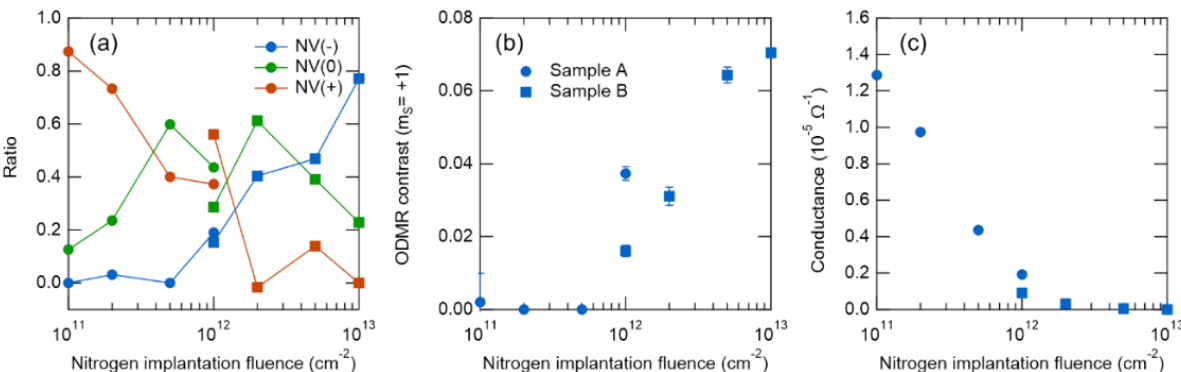 (a)
NV(-)
NV(0)
NV(+)
1.0
0.8
0.6
0.4
0.2
0.0
Ratio
10^11
10^12
10^13
Nitrogen implantation fluence (cm^-2)
(b)
Sample A
Sample B
0.08
0.06
0.04
0.02
0.00
ODMR contrast (m_S= +1)
10^11
10^12
10^13
Nitrogen implantation fluence (cm^-2)
(c)
1.6
1.4
1.2
1.0
0.8
0.6
0.4
0.2
0.0
Conductance (10^-5 Ω^-1)
10^11
10^12
10^13
Nitrogen implantation fluence (cm^-2)